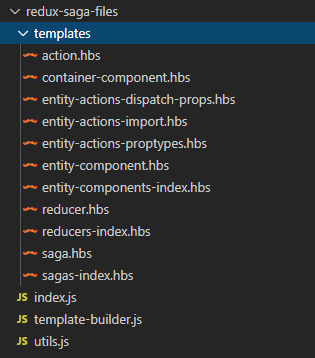 redux-saga-files
templates
action.hbs
container-component.hbs
entity-actions-dispatch-props.hbs
entity-actions-import.hbs
entity-actions-proptypes.hbs
entity-component.hbs
entity-components-index.hbs
reducer.hbs
reducers-index.hbs
saga.hbs
sagas-index.hbs
JS index.js
JS template-builder.js
JS utils.js